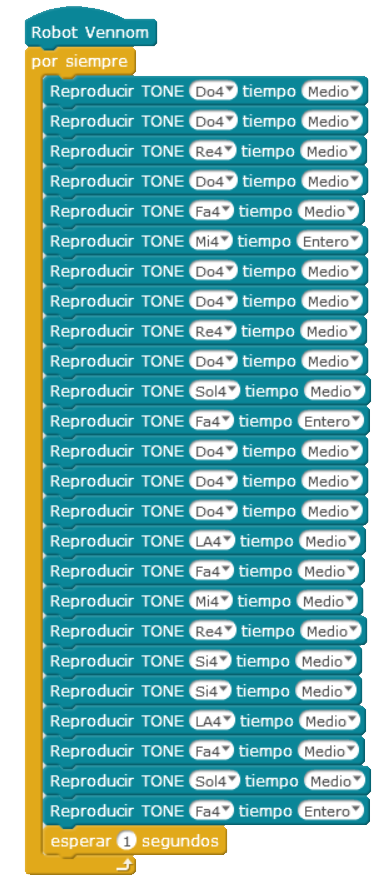 Robot Vennom
por siempre
Reproducir TONE Do4 tiempo Medio
Reproducir TONE Do4 tiempo Medio
Reproducir TONE Re4 tiempo Medio
Reproducir TONE Do4 tiempo Medio
Reproducir TONE Fa4 tiempo Medio
Reproducir TONE Mi4 tiempo Entero
Reproducir TONE Do4 tiempo Medio
Reproducir TONE Do4 tiempo Medio
Reproducir TONE Re4 tiempo Medio
Reproducir TONE Do4 tiempo Medio
Reproducir TONE Sol4 tiempo Medio
Reproducir TONE Fa4 tiempo Entero
Reproducir TONE Do4 tiempo Medio
Reproducir TONE Do4 tiempo Medio
Reproducir TONE Do4 tiempo Medio
Reproducir TONE LA4 tiempo Medio
Reproducir TONE Fa4 tiempo Medio
Reproducir TONE Mi4 tiempo Medio
Reproducir TONE Re4 tiempo Medio
Reproducir TONE Si4 tiempo Medio
Reproducir TONE Si4 tiempo Medio
Reproducir TONE LA4 tiempo Medio
Reproducir TONE Fa4 tiempo Medio
Reproducir TONE Sol4 tiempo Medio
Reproducir TONE Fa4 tiempo Entero
esperar 1 segundos